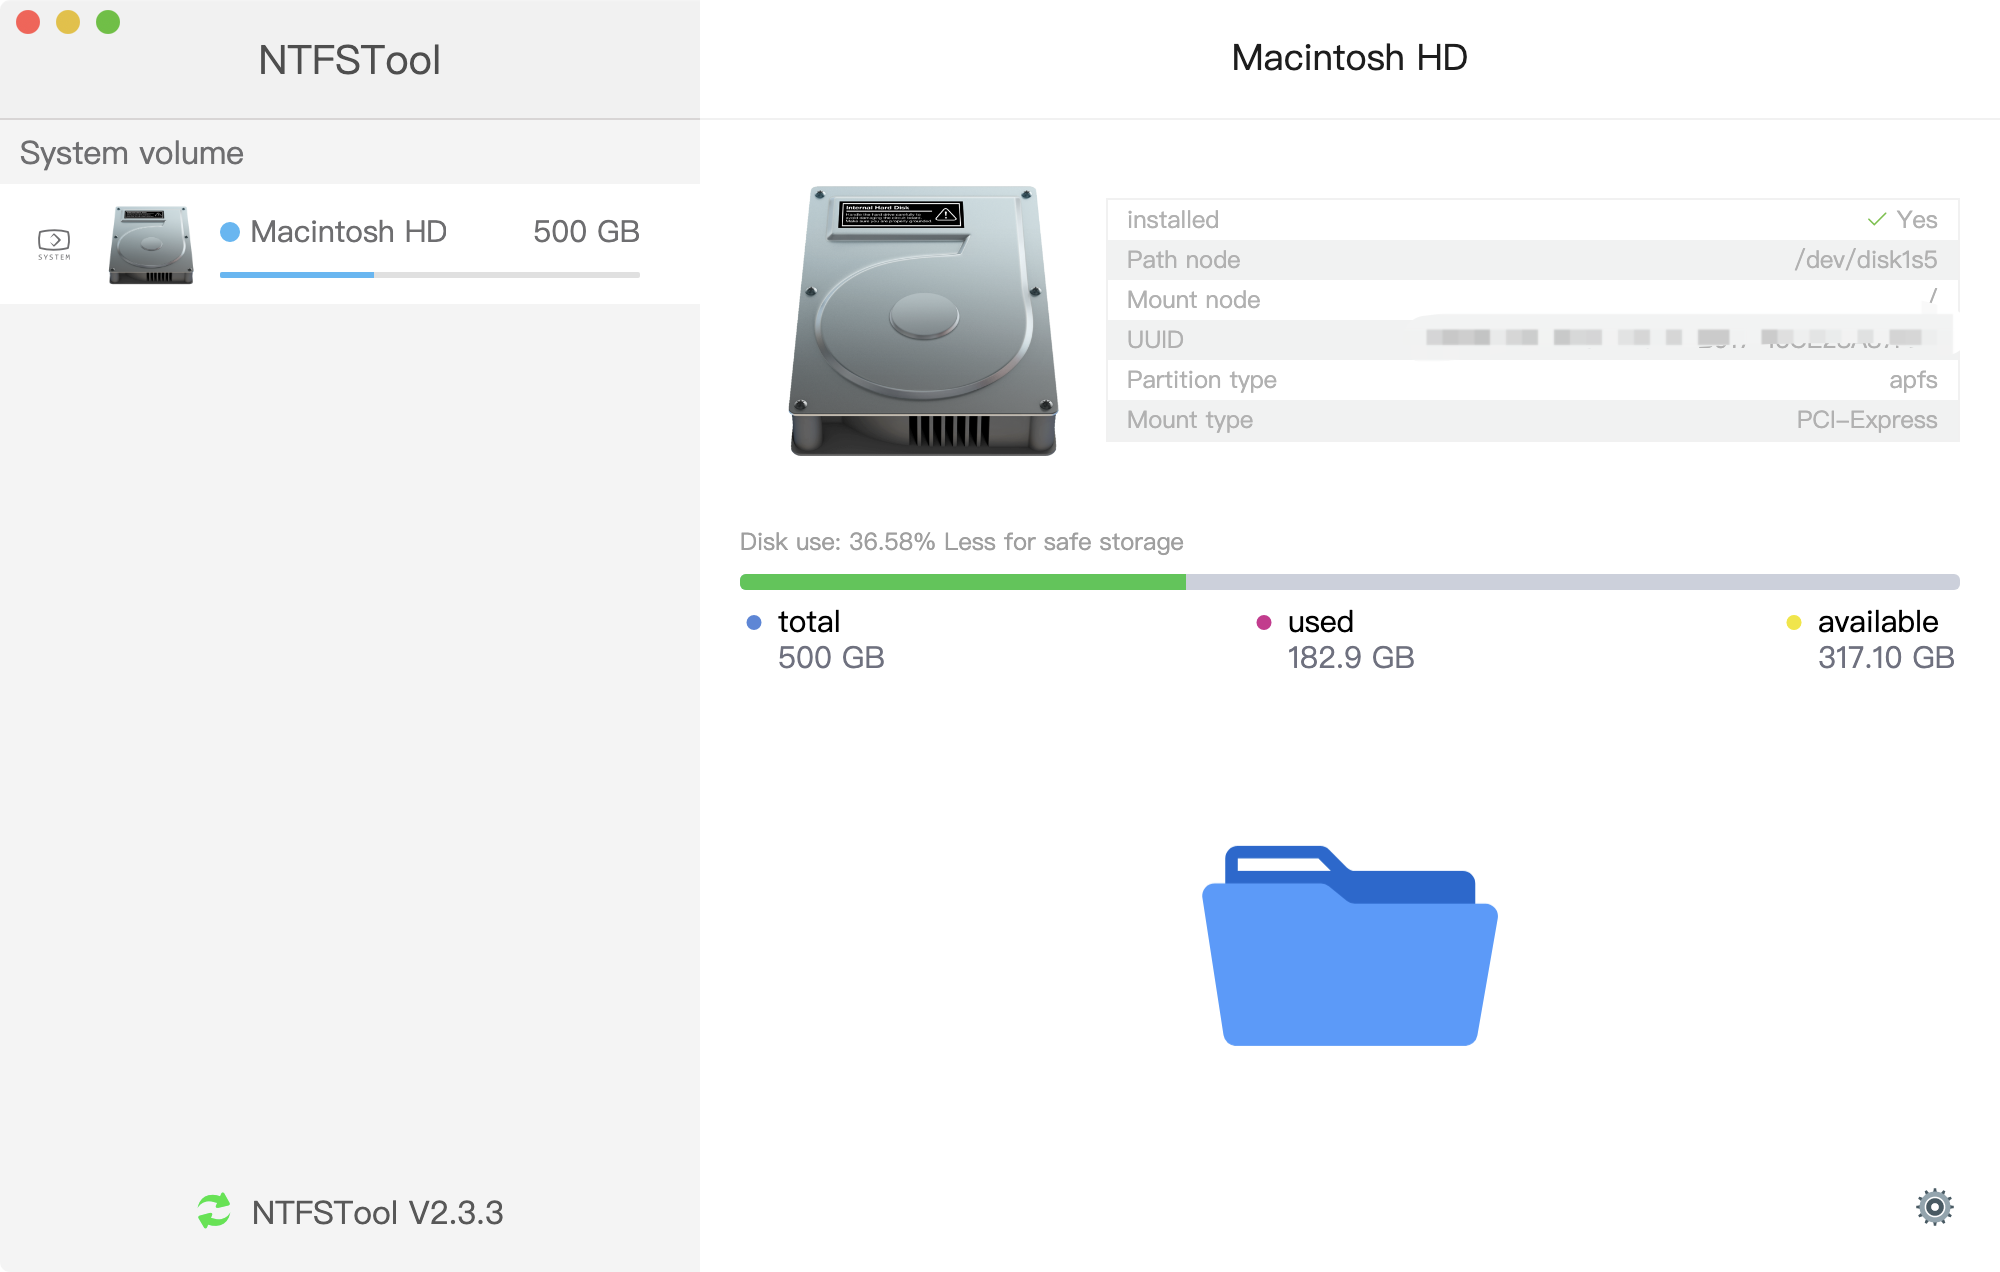 NTFSTool
System volume
SYSTEM
Macintosh HD 500 GB
NTFSTool V2.3.3
Macintosh HD
Internal Hard Disk
installed Yes
Path node /dev/disk1s5
Mount node /
UUID
Partition type apfs
Mount type PCI-Express
Disk use: 36.58% Less for safe storage
total
500 GB
used
182.9 GB
available
317.10 GB